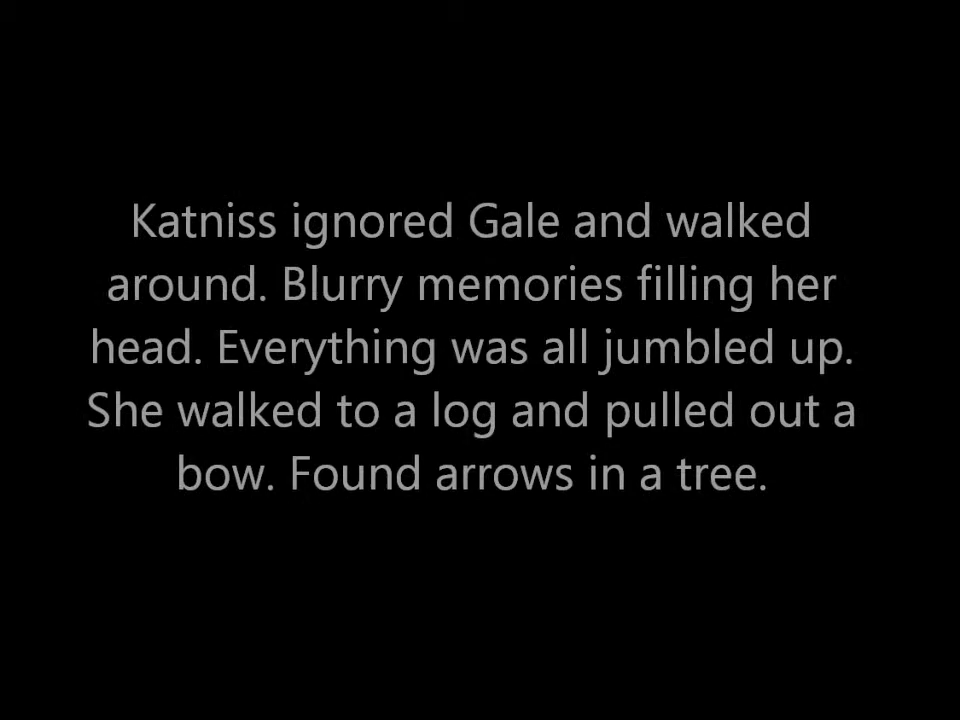 Katniss ignored Gale and walked
around. Blurry memories filling her
head. Everything was all jumbled up.
She walked to a log and pulled out a
bow. Found arrows in a tree.